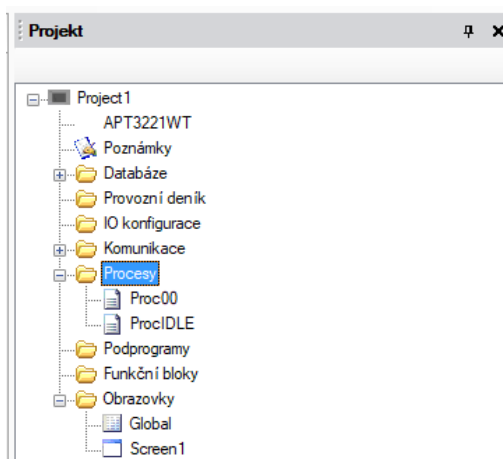 Projekt
Project1
APT3221WT
Poznámky
Databáze
Provozní deník
IO konfigurace
Komunikace
Procesy
Proc00
ProcIDLE
Podprogramy
Funkční bloky
Obrazovky
Global
Screen1